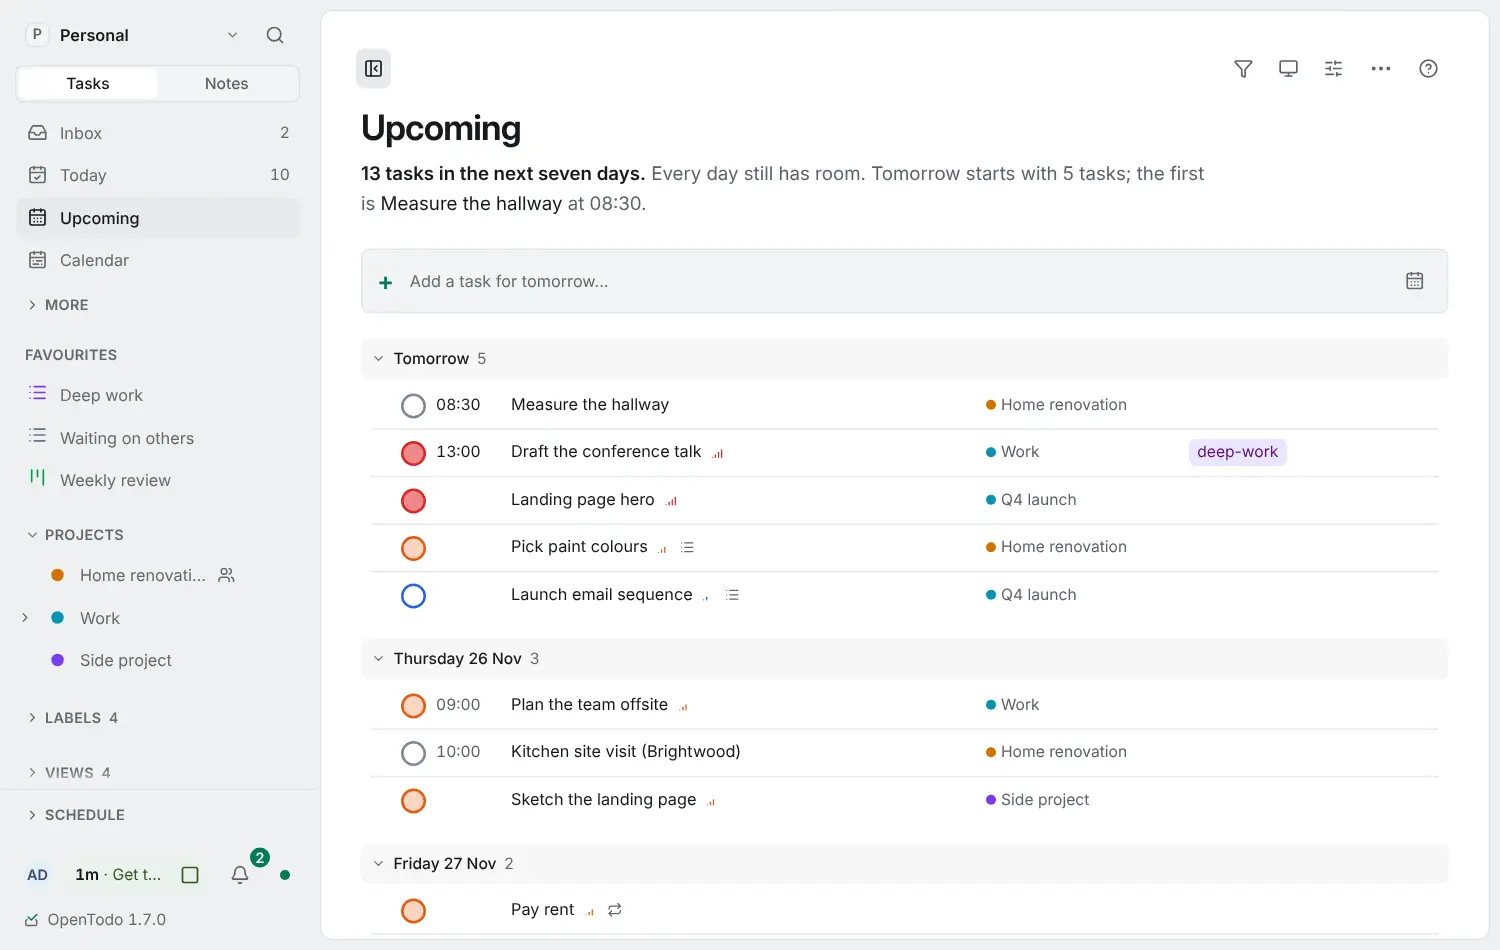 P Personal
Tasks Notes
Inbox 2
Today 10
Upcoming
Calendar
MORE
FAVOURITES
Deep work
Waiting on others
Weekly review
PROJECTS
Home renovati...
Work
Side project
LABELS 4
VIEWS 4
SCHEDULE
AD 1m · Get t... 2
OpenTodo 1.7.0
Upcoming
13 tasks in the next seven days. Every day still has room. Tomorrow starts with 5 tasks; the first
is Measure the hallway at 08:30.
Add a task for tomorrow...
Tomorrow 5
08:30 Measure the hallway Home renovation
13:00 Draft the conference talk Work deep-work
Landing page hero Q4 launch
Pick paint colours Home renovation
Launch email sequence Q4 launch
Thursday 26 Nov 3
09:00 Plan the team offsite Work
10:00 Kitchen site visit (Brightwood) Home renovation
Sketch the landing page Side project
Friday 27 Nov 2
Pay rent